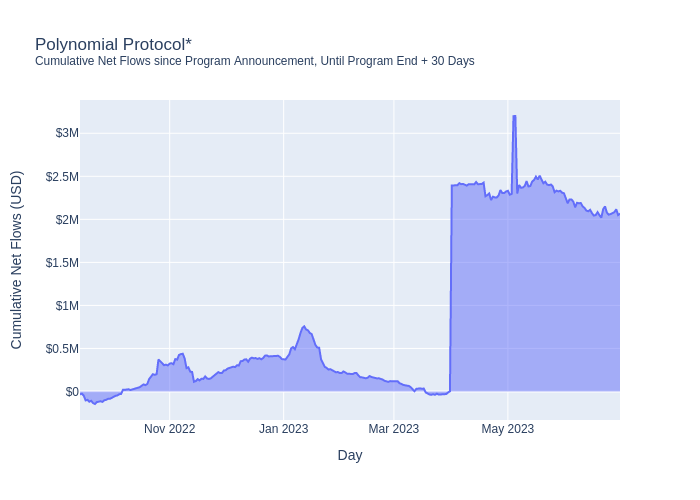 Polynomial Protocol*
Cumulative Net Flows since Program Announcement, Until Program End + 30 Days
Cumulative Net Flows (USD)
$3M
$2.5M
$2M
$1.5M
$1M
$0.5M
$0
Nov 2022
Jan 2023
Mar 2023
May 2023
Day